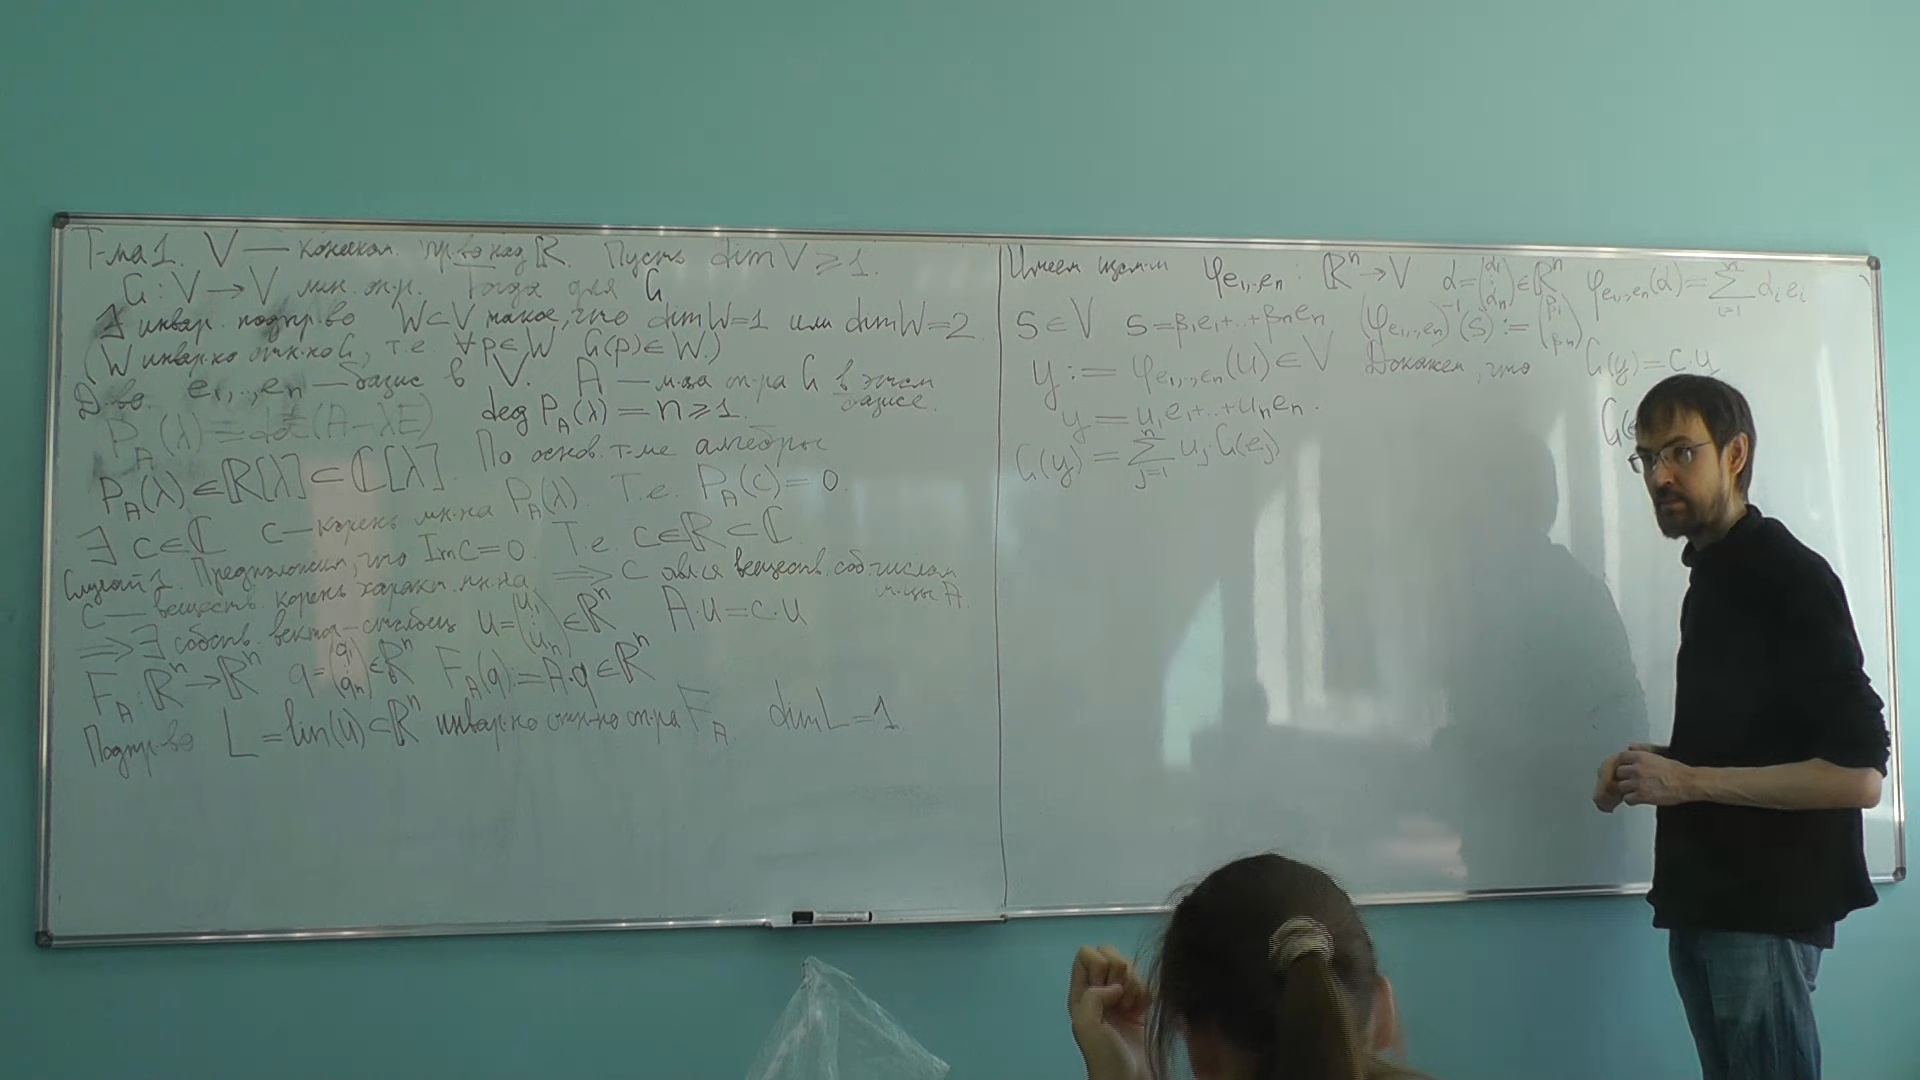 Т-ма 1. V — конечном. пр-во над ℝ. Пусть dim V ⩾ 1.
G: V → V лин. оп-р. Тогда для G
∃ инвар. подпр-во W⊂V такое, что dim W=1 или dim W=2
(W инвар-но отн-но G, т.е. ∀p∈W G(p)∈W.)
Д-во. e₁,..,eₙ — базис в V. A — м-ца оп-ра G в этом базисе.
P_A(λ) = det(A-λE) deg P_A(λ) = n ⩾ 1.
P_A(λ) ∈ ℝ[λ] ⊂ ℂ[λ]. По основ. т-ме алгебры
∃ c∈ℂ c — корень мн-на P_A(λ). Т.е. P_A(c) = 0.
Случай 1. Предположим, что Im c = 0. Т.е. c∈ℝ⊂ℂ.
c — веществ. корень характ. мн-на ⟹ c явл-ся веществ. соб. числом м-цы A.
⟹ ∃ собств. вектор-столбец u = (u₁ ⋮ uₙ) ∈ ℝⁿ A·u = c·u
F_A: ℝⁿ → ℝⁿ q = (q₁ ⋮ qₙ) ∈ ℝⁿ F_A(q) := A·q ∈ ℝⁿ
Подпр-во L = lin(u) ⊂ ℝⁿ инвар-но отн-но оп-ра F_A. dim L = 1.
Имеем φ_{e₁,..,eₙ}: ℝⁿ → V α = (α₁ ⋮ αₙ) ∈ ℝⁿ φ_{e₁,..,eₙ}(α) = ∑_{i=1}^{n} αᵢeᵢ
s∈V s = β₁e₁+..+βₙeₙ (φ_{e₁,..,eₙ})⁻¹(s) := (β₁ ⋮ βₙ)
y := φ_{e₁,..,eₙ}(u) ∈ V Докажем, что G(y) = c·y
y = u₁e₁+..+uₙeₙ.
G(y) = ∑_{j=1}^{n} uⱼ·G(eⱼ)